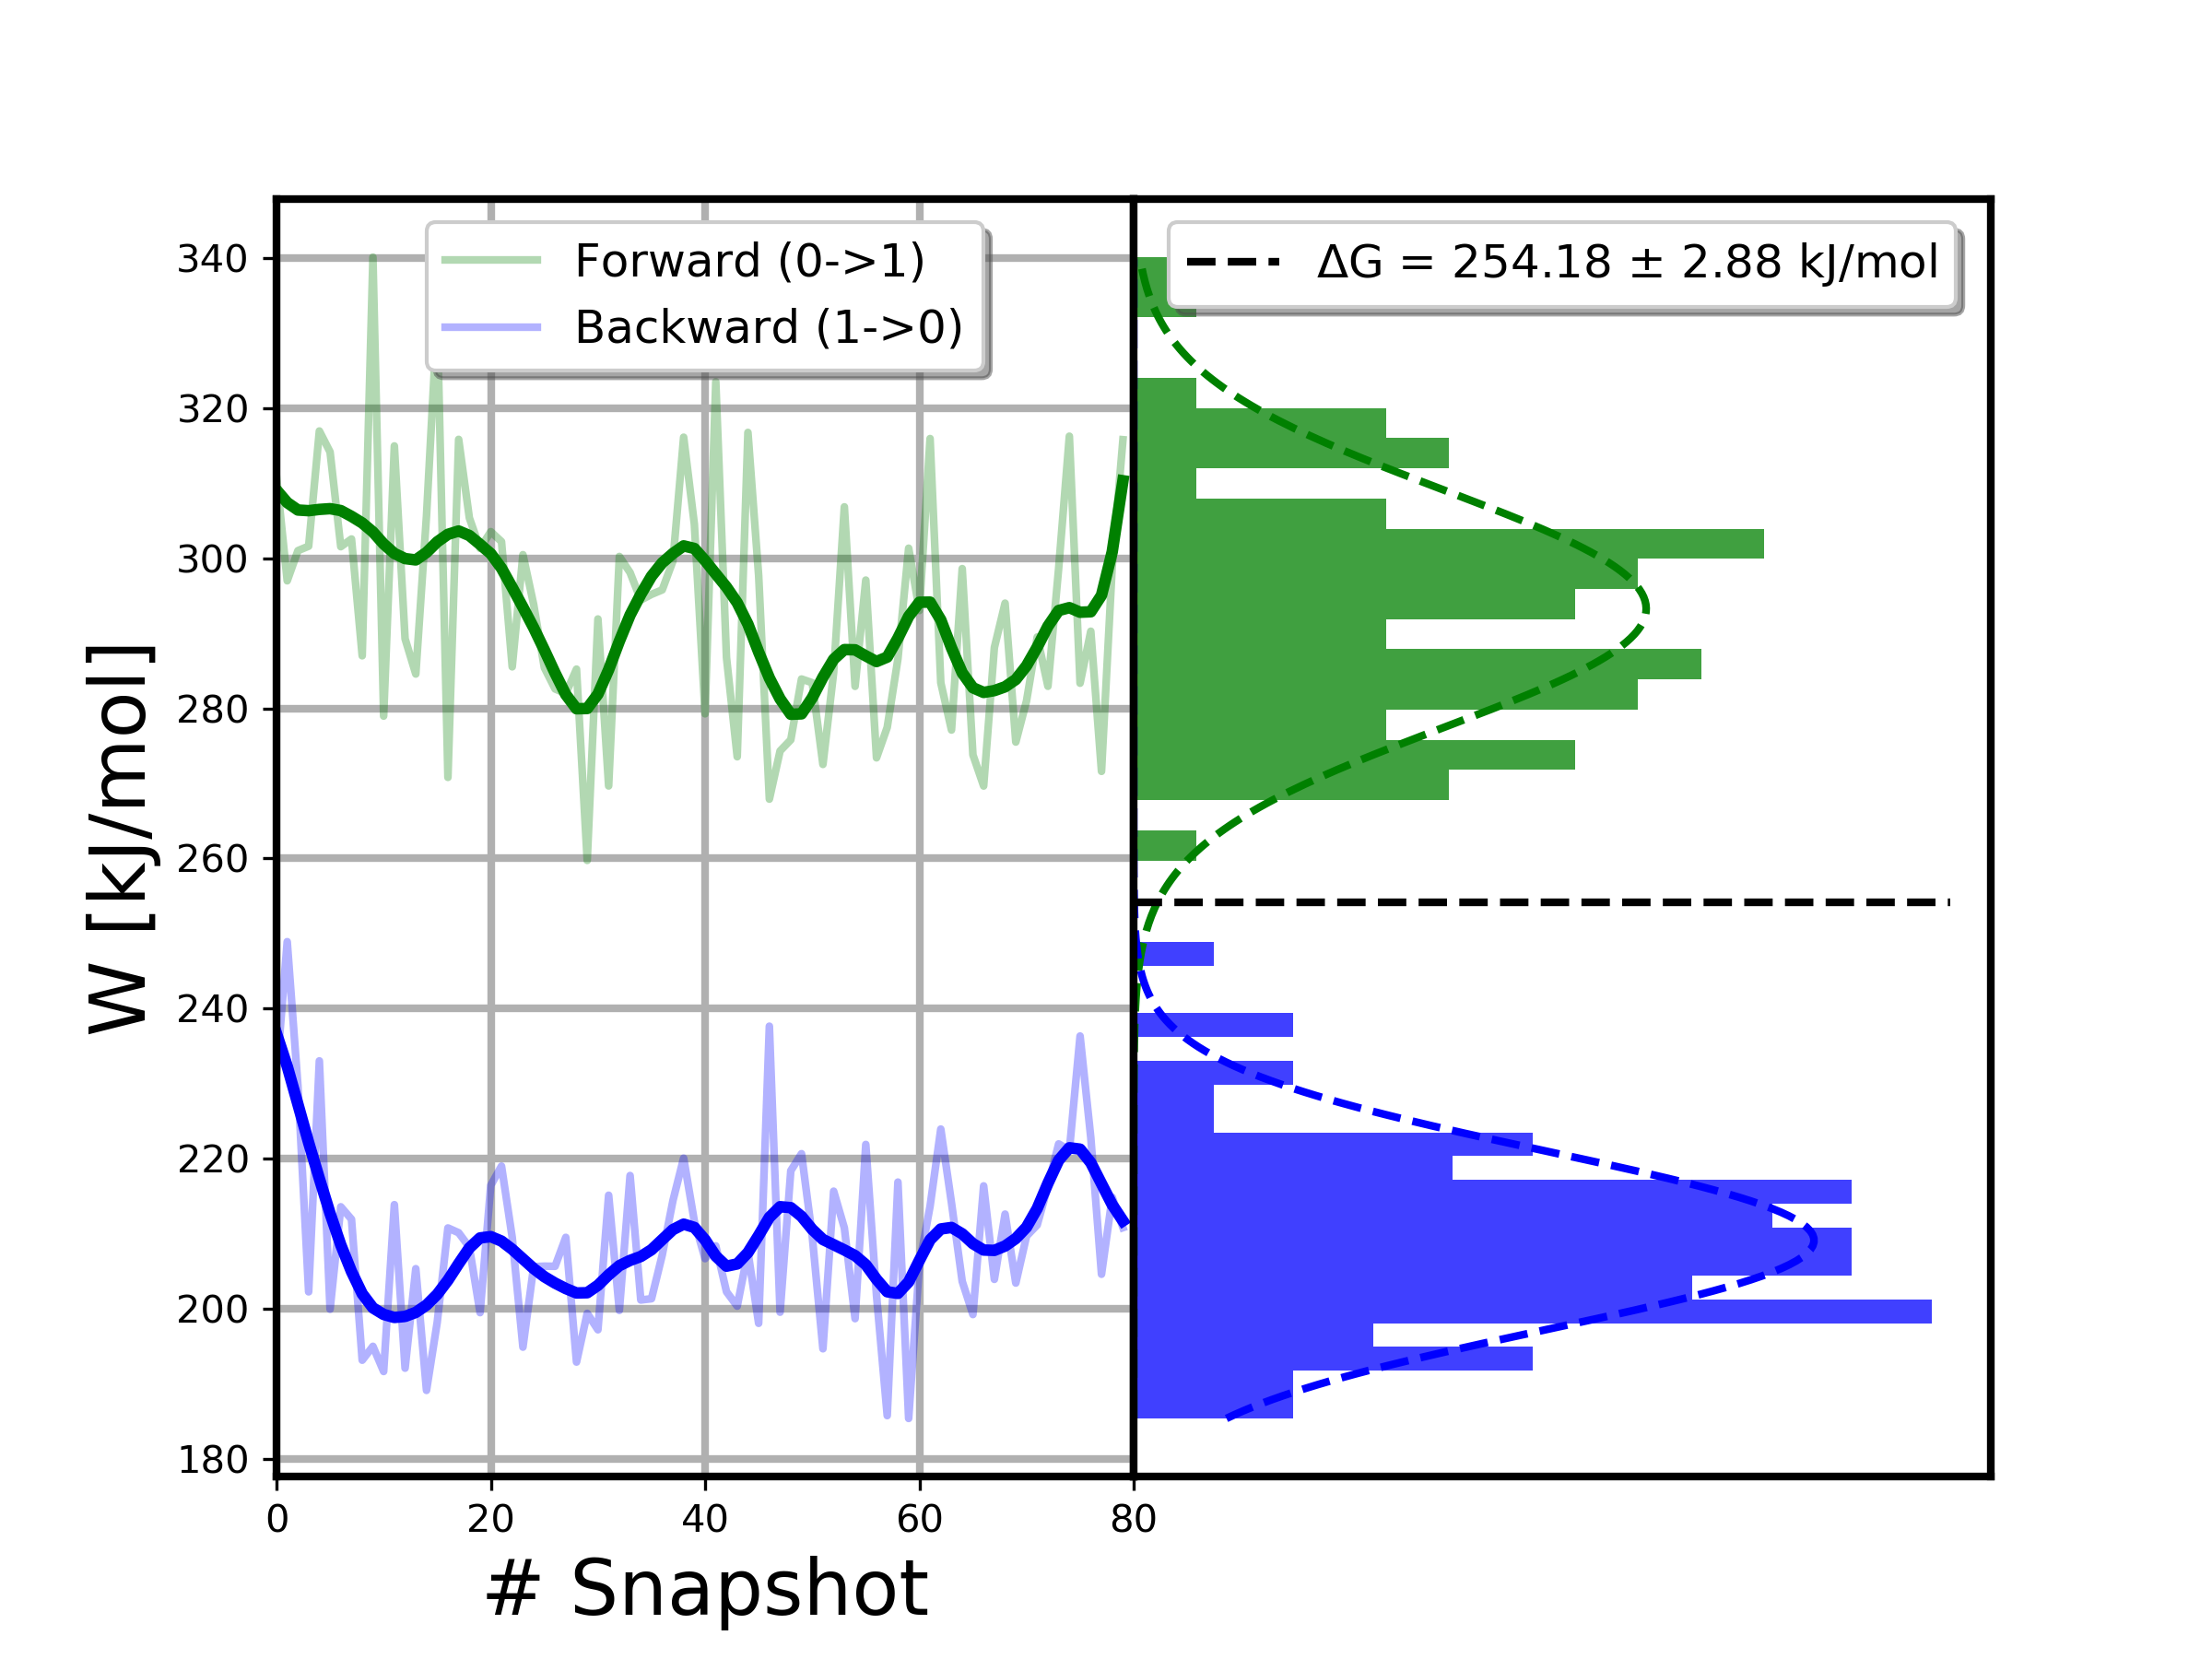 Forward (0->1)
Backward (1->0)
ΔG = 254.18 ± 2.88 kJ/mol
W [kJ/mol]
340
320
300
280
260
240
220
200
180
0
20
40
60
80
# Snapshot